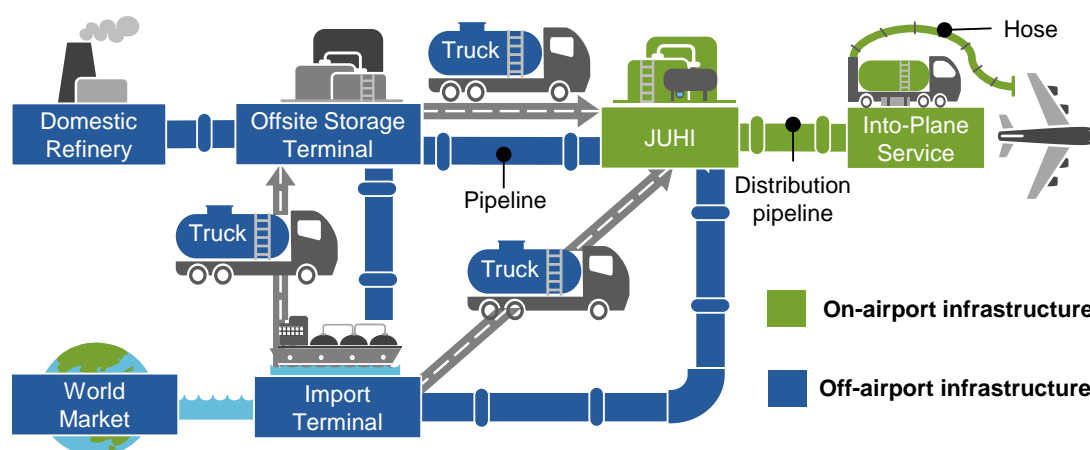 Truck
Hose
Domestic
Refinery
Offsite Storage
Terminal
JUHI
Into-Plane
Service
Pipeline
Distribution
pipeline
Truck
Truck
On-airport infrastructure
World
Market
Import
Terminal
Off-airport infrastructure